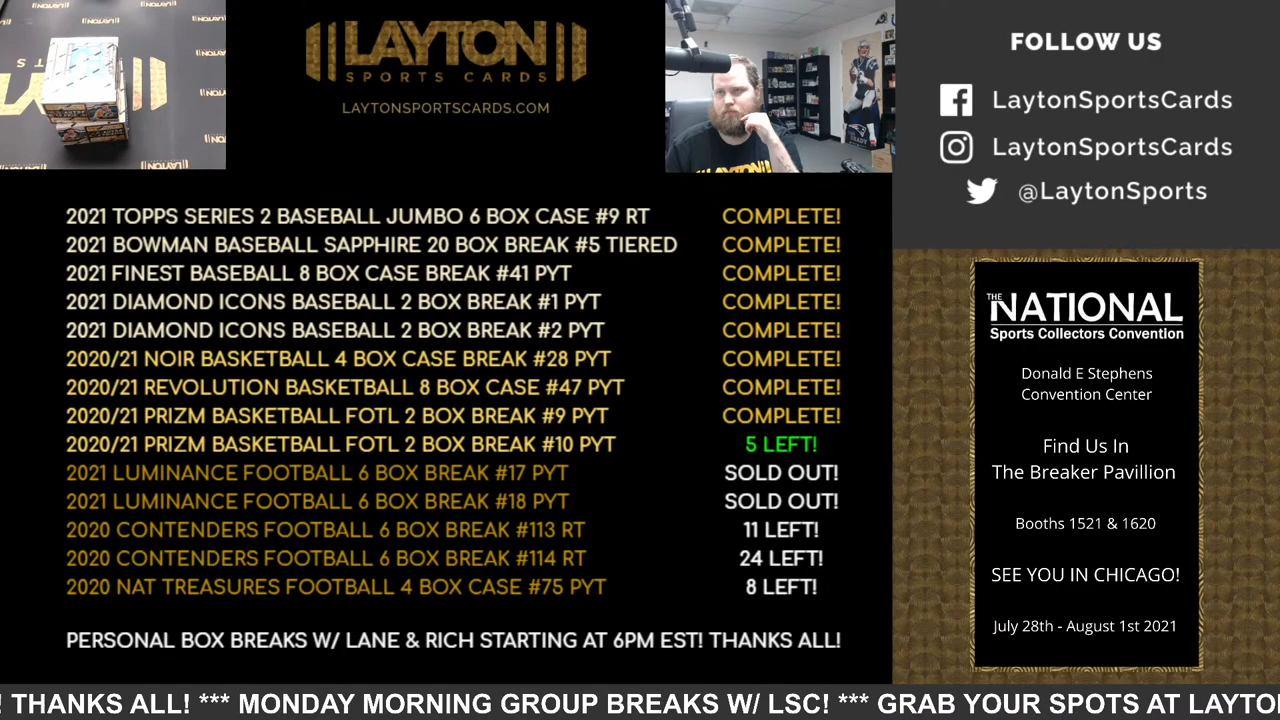 LAYTON
SPORTS CARDS
LAYTONSPORTSCARDS.COM
2021 TOPPS SERIES 2 BASEBALL JUMBO 6 BOX CASE #9 RT COMPLETE!
2021 BOWMAN BASEBALL SAPPHIRE 20 BOX BREAK #5 TIERED COMPLETE!
2021 FINEST BASEBALL 8 BOX CASE BREAK #41 PYT COMPLETE!
2021 DIAMOND ICONS BASEBALL 2 BOX BREAK #1 PYT COMPLETE!
2021 DIAMOND ICONS BASEBALL 2 BOX BREAK #2 PYT COMPLETE!
2020/21 NOIR BASKETBALL 4 BOX CASE BREAK #28 PYT COMPLETE!
2020/21 REVOLUTION BASKETBALL 8 BOX CASE #47 PYT COMPLETE!
2020/21 PRIZM BASKETBALL FOTL 2 BOX BREAK #9 PYT COMPLETE!
2020/21 PRIZM BASKETBALL FOTL 2 BOX BREAK #10 PYT 5 LEFT!
2021 LUMINANCE FOOTBALL 6 BOX BREAK #17 PYT SOLD OUT!
2021 LUMINANCE FOOTBALL 6 BOX BREAK #18 PYT SOLD OUT!
2020 CONTENDERS FOOTBALL 6 BOX BREAK #113 RT 11 LEFT!
2020 CONTENDERS FOOTBALL 6 BOX BREAK #114 RT 24 LEFT!
2020 NAT TREASURES FOOTBALL 4 BOX CASE #75 PYT 8 LEFT!
PERSONAL BOX BREAKS W/ LANE & RICH STARTING AT 6PM EST! THANKS ALL!
FOLLOW US
LaytonSportsCards
LaytonSportsCards
@LaytonSports
THE NATIONAL
Sports Collectors Convention
Donald E Stephens
Convention Center
Find Us In
The Breaker Pavillion
Booths 1521 & 1620
SEE YOU IN CHICAGO!
July 28th - August 1st 2021
! THANKS ALL! *** MONDAY MORNING GROUP BREAKS W/ LSC! *** GRAB YOUR SPOTS AT LAYTO
LAYTON
BRADY